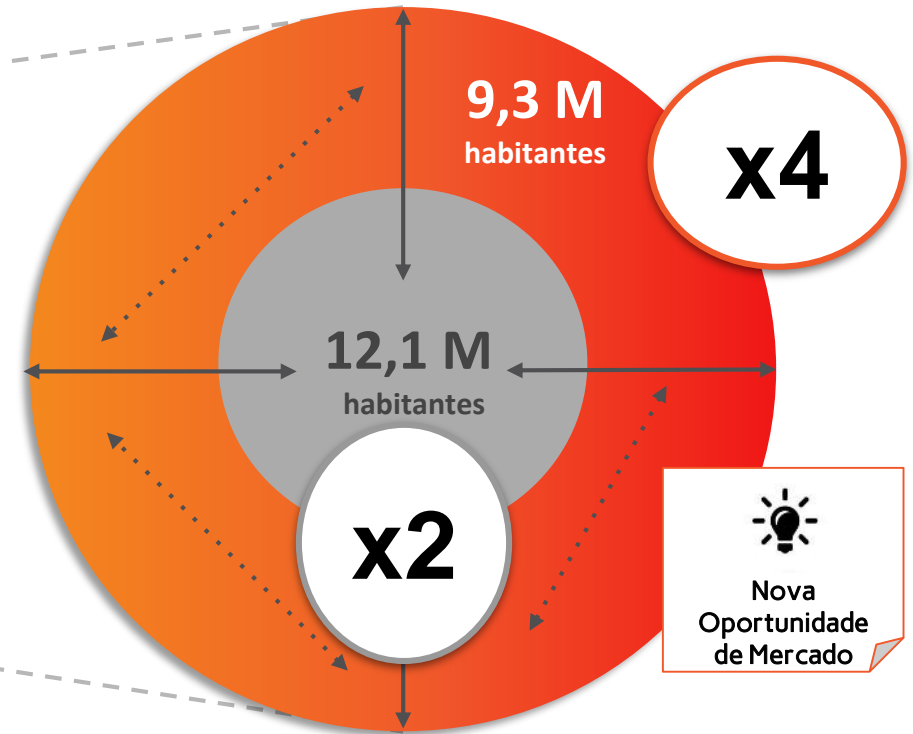 9,3 M
habitantes
x4
12,1 M
habitantes
x2
Nova
Oportunidade
de Mercado